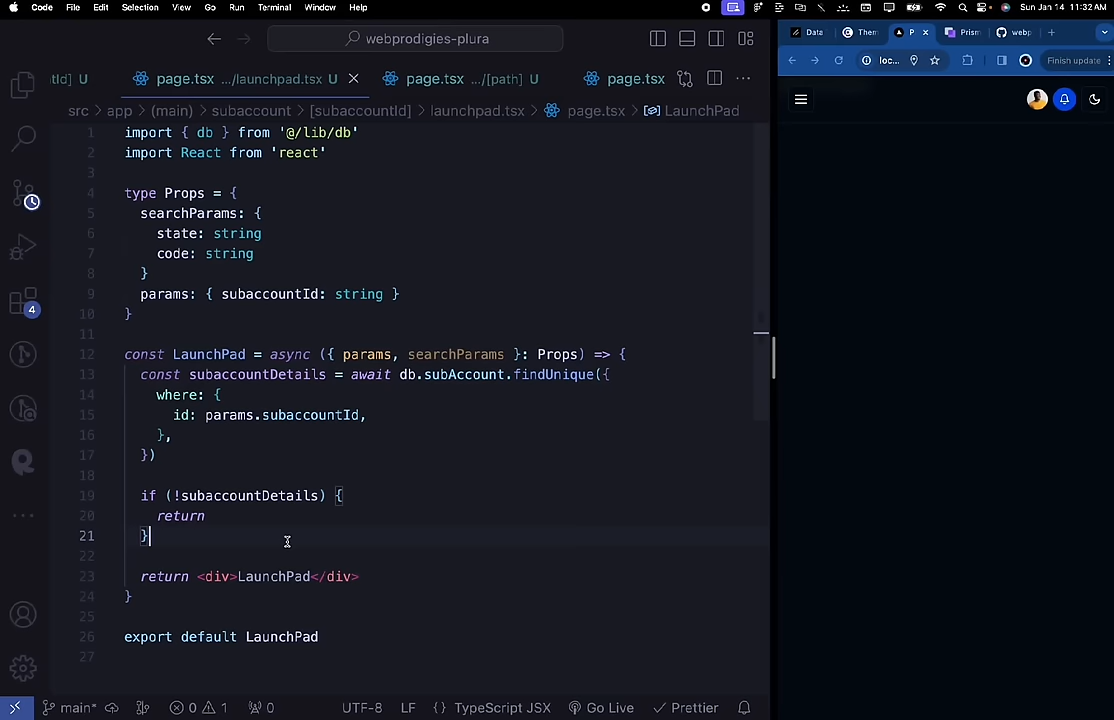 Code File Edit Selection View Go Run Terminal Window Help Sun Jan 14 11:32 AM
webprodigies-plura
Data Them P Prism webp
loc... Finish update
tId] U page.tsx .../launchpad.tsx U page.tsx .../[path] U page.tsx
src > app > (main) > subaccount > [subaccountId] > launchpad.tsx > page.tsx > LaunchPad
1 import { db } from '@/lib/db'
2 import React from 'react'
3
4 type Props = {
5 searchParams: {
6 state: string
7 code: string
8 }
9 params: { subaccountId: string }
10 }
11
12 const LaunchPad = async ({ params, searchParams }: Props) => {
13 const subaccountDetails = await db.subAccount.findUnique({
14 where: {
15 id: params.subaccountId,
16 },
17 })
18
19 if (!subaccountDetails) {
20 return
21 }
22
23 return <div>LaunchPad</div>
24 }
25
26 export default LaunchPad
27
4
main* 0 1 0 UTF-8 LF {} TypeScript JSX Go Live Prettier